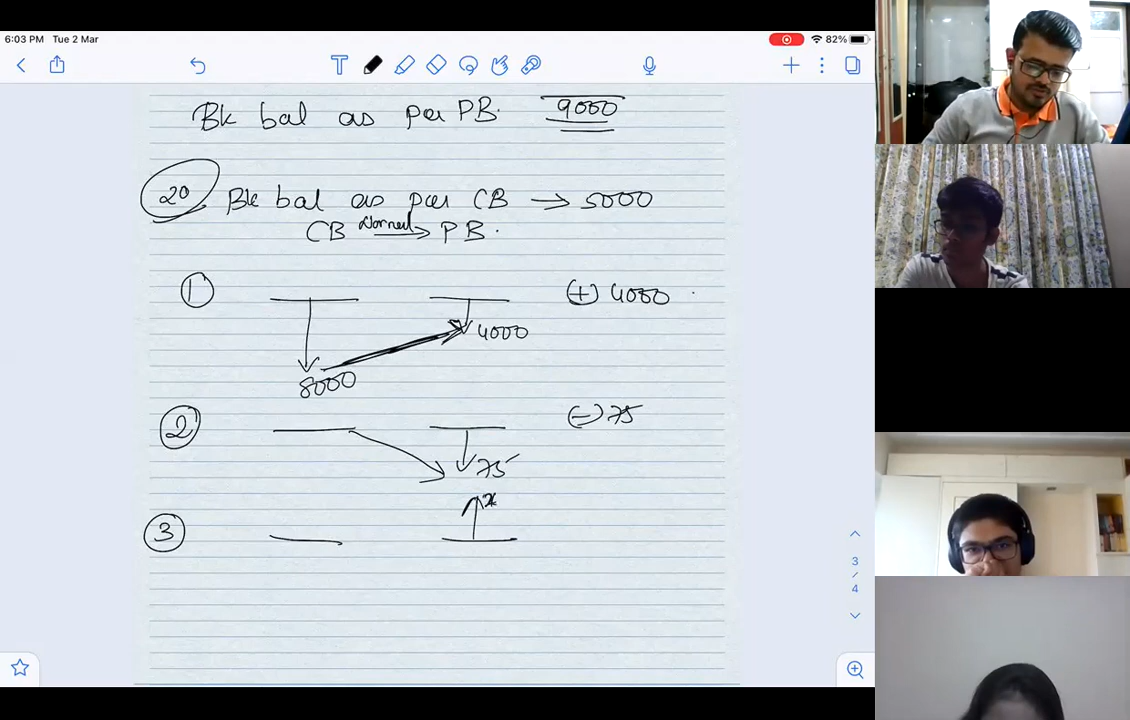 6:03 PM Tue 2 Mar 82%
T
Bk bal as per PB. 9000
20 Bk bal as per CB → 5000
CB Normal → PB.
1 (+) 4000
4000
8000
2 (-) 75
75
x
3
3
/
4